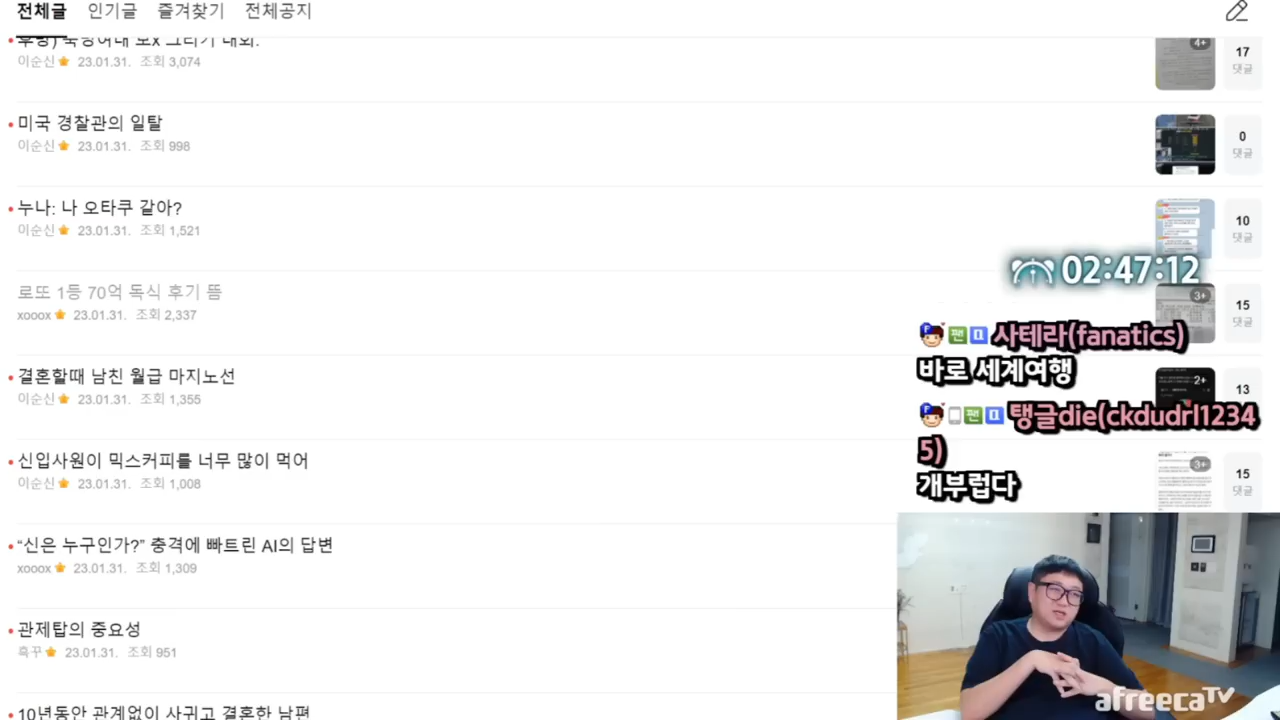 전체글 인기글 즐겨찾기 전체공지
이순신 23.01.31. 조회 3,074
4+
17
댓글
미국 경찰관의 일탈
이순신 23.01.31. 조회 998
0
댓글
누나: 나 오타쿠 같아?
이순신 23.01.31. 조회 1,521
10
댓글
02:47:12
로또 1등 70억 독식 후기 뜸
xooox 23.01.31. 조회 2,337
3+
15
댓글
사테라(fanatics)
바로 세계여행
결혼할때 남친 월급 마지노선
이순신 23.01.31. 조회 1,355
2+
13
탱글die(ckdudrl1234
5)
개부럽다
신입사원이 믹스커피를 너무 많이 먹어
이순신 23.01.31. 조회 1,008
3+
15
댓글
“신은 누구인가?” 충격에 빠트린 AI의 답변
xooox 23.01.31. 조회 1,309
관제탑의 중요성
흑꾸 23.01.31. 조회 951
10년동안 관계없이 사귀고 결혼한 남편
afreecaTV